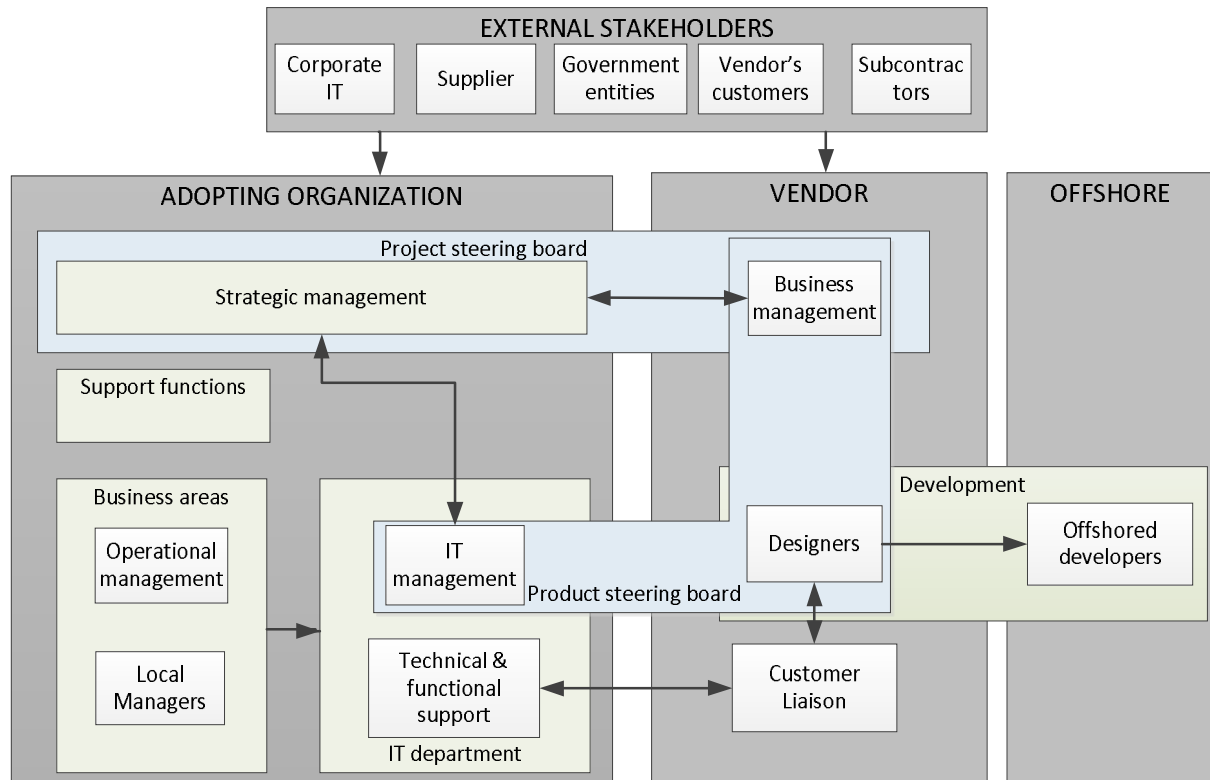 EXTERNAL STAKEHOLDERS
Corporate
IT
Supplier
Government
entities
Vendor's
customers
Subcontrac
tors
ADOPTING ORGANIZATION
VENDOR
OFFSHORE
Project steering board
Strategic management
Business
management
Support functions
Business areas
Operational
management
Local
Managers
IT
management
Product steering board
Technical &
functional
support
IT department
Development
Designers
Offshored
developers
Customer
Liaison